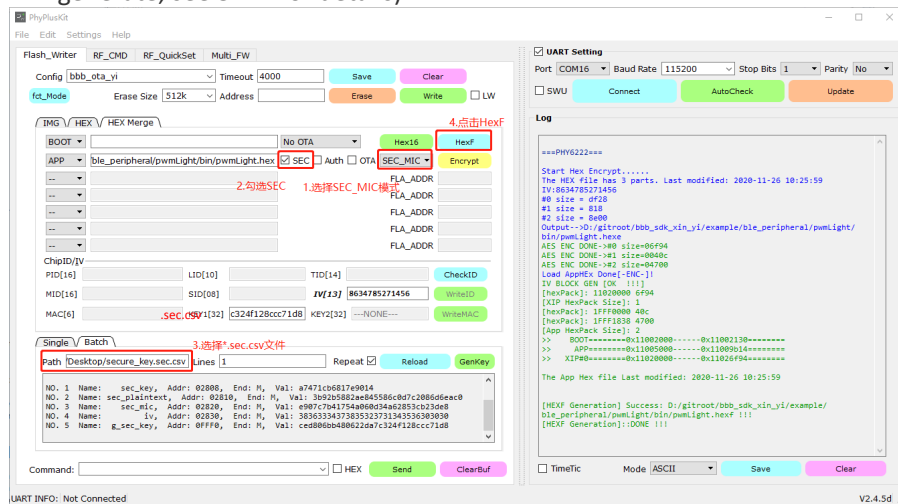 PhyPlusKit
File Edit Settings Help
Flash_Writer RF_CMD RF_QuickSet Multi_FW
Config bbb_ota_yi Timeout 4000 Save Clear
fct_Mode Erase Size 512k Address Erase Write LW
IMG HEX HEX Merge 4.点击HexF
BOOT No OTA Hex16 HexF
APP ble_peripheral/pwmLight/bin/pwmLight.hex SEC Auth OTA SEC_MIC Encrypt
-- 2.勾选SEC 1.选择SEC_MIC模式 FLA_ADDR
-- FLA_ADDR
-- FLA_ADDR
-- FLA_ADDR
ChipID/IV
PID[16] LID[10] TID[14] CheckID
MID[16] SID[08] IV[13] 8634785271456 WriteID
MAC[6] .sec.csv KEY1[32] c324f128ccc71d8 KEY2[32] ---NONE--- WriteMAC
Single Batch 3.选择*.sec.csv文件
Path Desktop/secure_key.sec.csv Lines 1 Repeat Reload GenKey
NO. 1 Name: sec_key, Addr: 02808, End: M, Val: a7471cb6817e9014
NO. 2 Name: sec_plaintext, Addr: 02810, End: M, Val: 3b92b5882ae845586c0d7c2086d6eac0
NO. 3 Name: sec_mic, Addr: 02820, End: M, Val: e907c7b41754a060d34a62853cb23de8
NO. 4 Name: iv, Addr: 02830, End: M, Val: 38363334373835323731343536303030
NO. 5 Name: g_sec_key, Addr: 0FFF0, End: M, Val: ced806bb480622da7c324f128ccc71d8
Command: HEX Send ClearBuf
UART INFO: Not Connected
UART Setting
Port COM16 Baud Rate 115200 Stop Bits 1 Parity No
SWU Connect AutoCheck Update
Log
===PHY6222===
Start Hex Encrypt......
The HEX file has 3 parts. Last modified: 2020-11-26 10:25:59
IV:8634785271456
#0 size = df28
#1 size = 818
#2 size = 8e00
Output-->D:/gitroot/bbb_sdk_xin_yi/example/ble_peripheral/pwmLight/
bin/pwmLight.hexe
AES ENC DONE->#0 size=06f94
AES ENC DONE->#1 size=0040c
AES ENC DONE->#2 size=04700
Load AppHEx Done[-ENC-]!
IV BLOCK GEN [OK !!!]
[hexPack]: 11020000 6f94
[XIP HexPack Size]: 1
[hexPack]: 1FFF0000 40c
[hexPack]: 1FFF1838 4700
[App HexPack Size]: 2
>> BOOT=======0x11002000------0x11002130========
>> APP=======0x11005000------0x11009b14========
>> XIP#0=======0x11020000------0x11026f94=======
The App Hex file Last modified: 2020-11-26 10:25:59
[HEXF Generation] Success: D:/gitroot/bbb_sdk_xin_yi/example/
ble_peripheral/pwmLight/bin/pwmLight.hexf !!!
[HEXF Generation]::DONE !!!
TimeTic Mode ASCII Save Clear
V2.4.5d